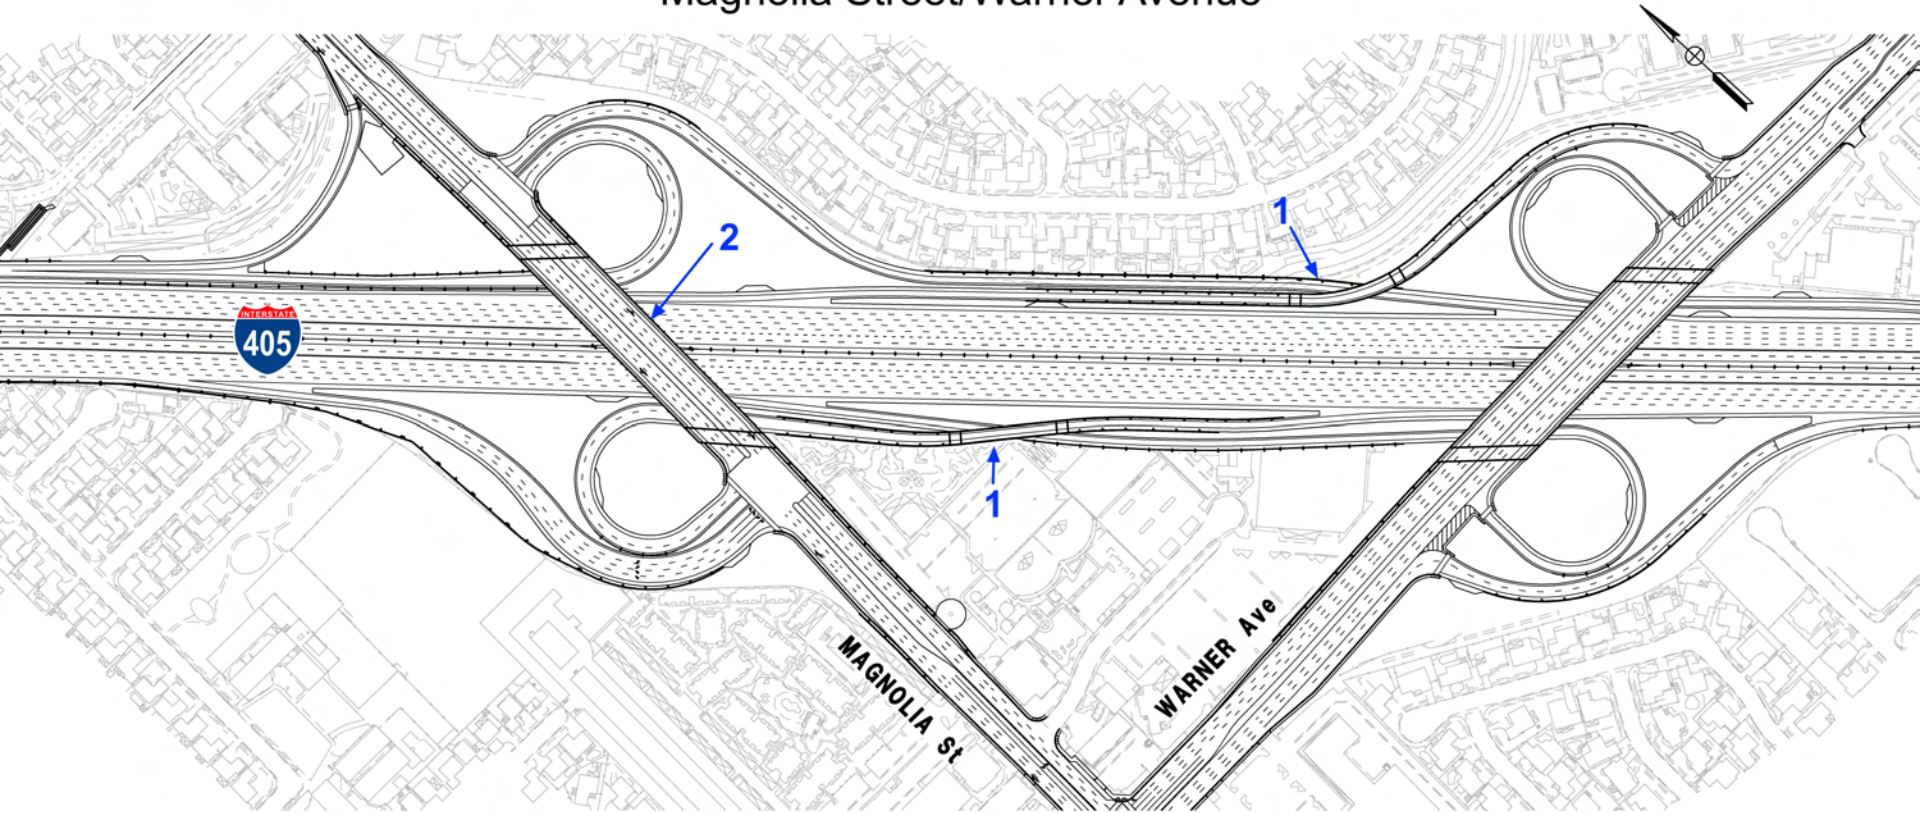 Magnolia Street/Warner Avenue
1
2
INTERSTATE
405
1
MAGNOLIA St
WARNER Ave